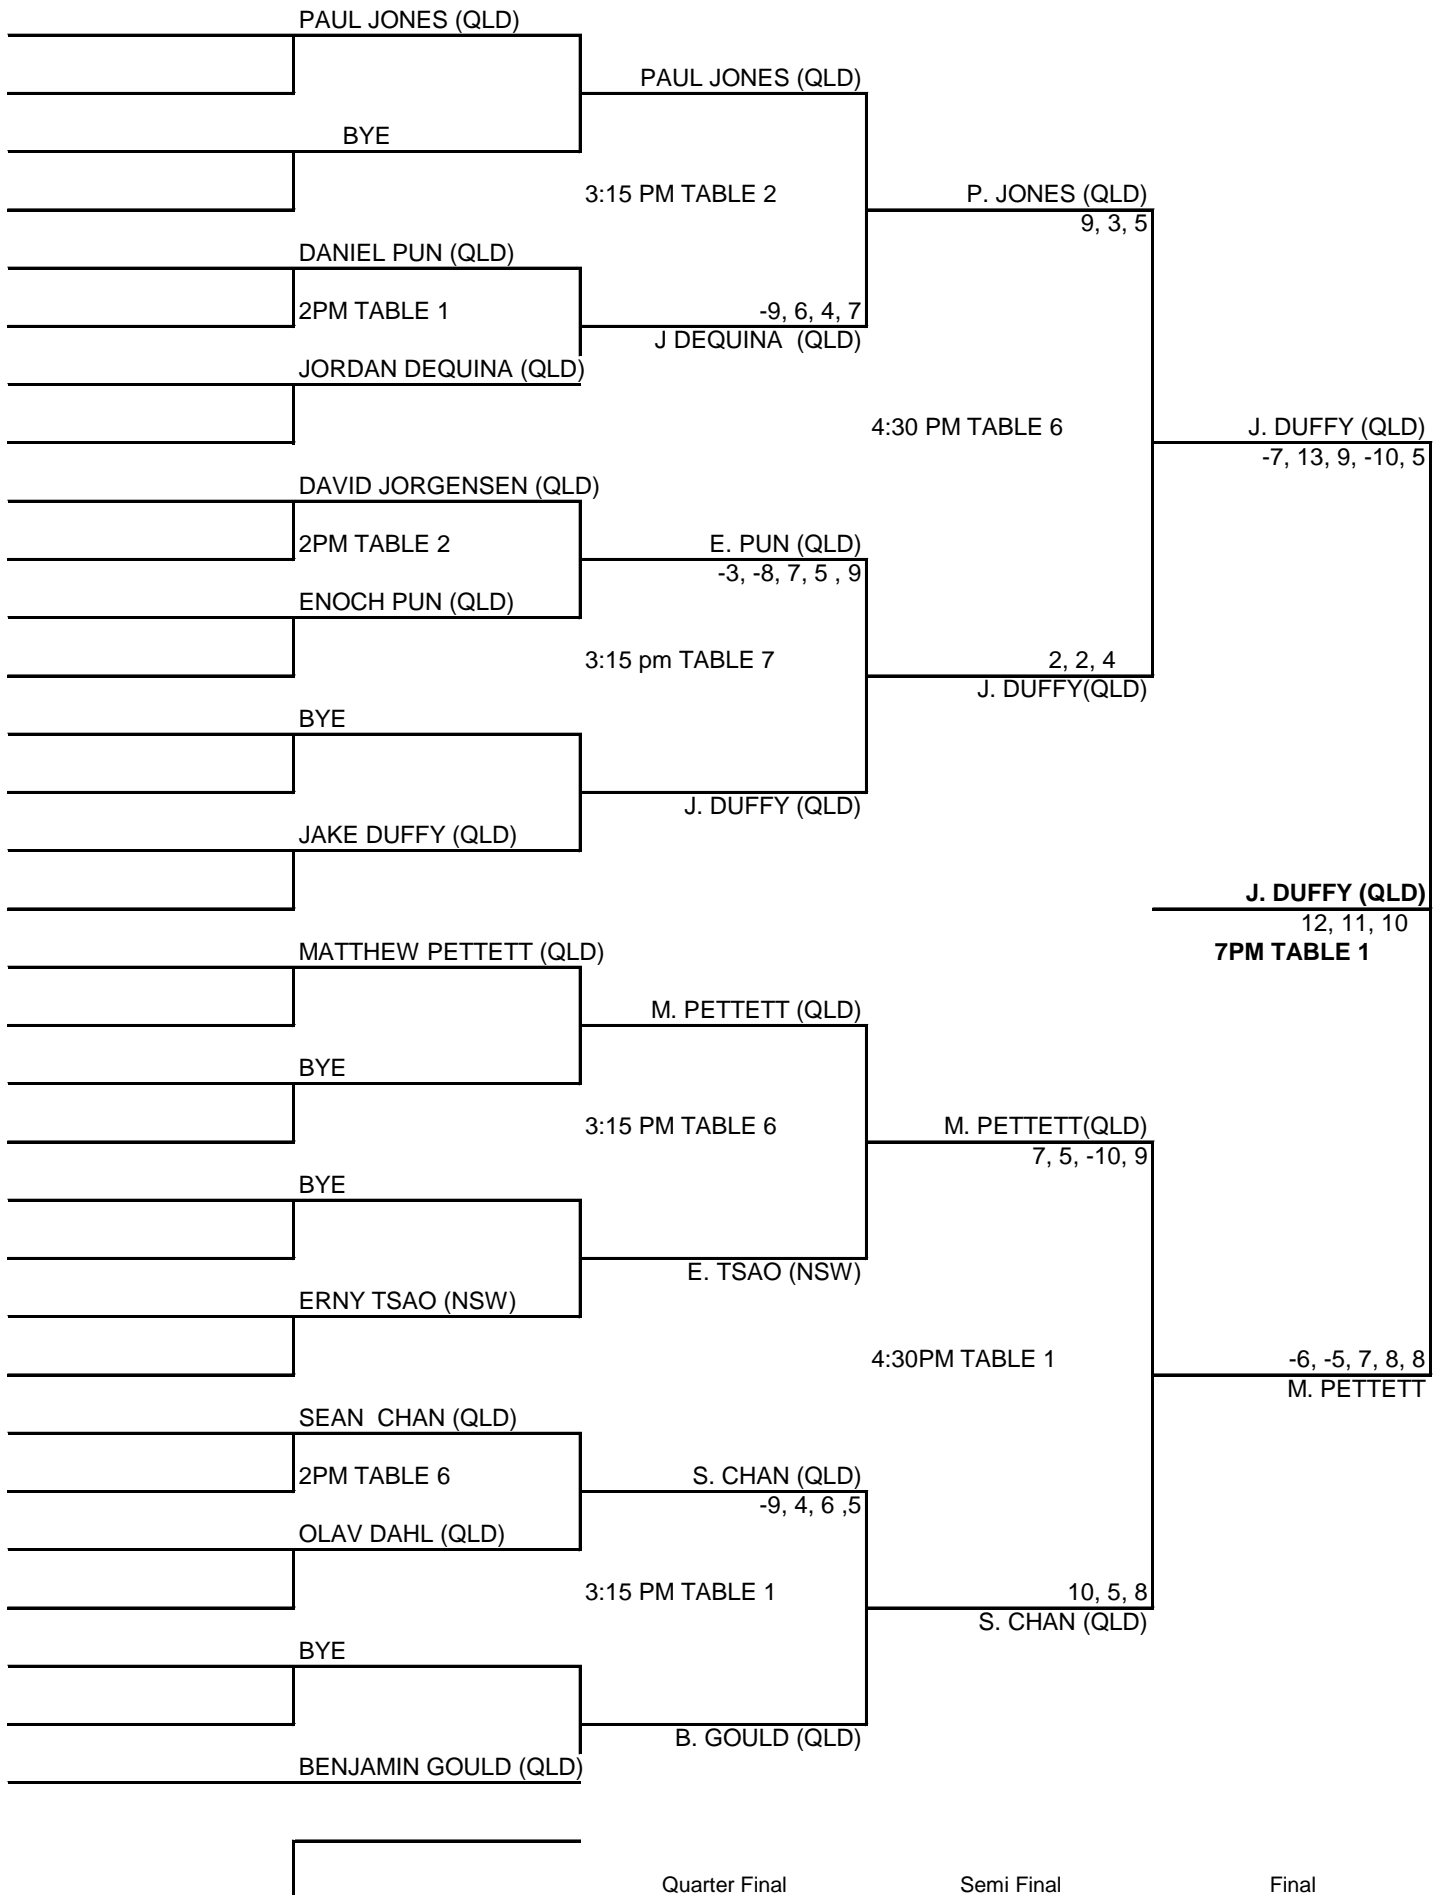 PAUL JONES (QLD)
PAUL JONES (QLD)
BYE
3:15 PM TABLE 2
P. JONES (QLD)
9, 3, 5
DANIEL PUN (QLD)
2PM TABLE 1
-9, 6, 4, 7
J DEQUINA (QLD)
JORDAN DEQUINA (QLD)
4:30 PM TABLE 6
J. DUFFY (QLD)
-7, 13, 9, -10, 5
DAVID JORGENSEN (QLD)
2PM TABLE 2
E. PUN (QLD)
-3, -8, 7, 5 , 9
ENOCH PUN (QLD)
3:15 pm TABLE 7
2, 2, 4
J. DUFFY(QLD)
BYE
J. DUFFY (QLD)
JAKE DUFFY (QLD)
J. DUFFY (QLD)
12, 11, 10
MATTHEW PETTETT (QLD)
7PM TABLE 1
M. PETTETT (QLD)
BYE
3:15 PM TABLE 6
M. PETTETT(QLD)
7, 5, -10, 9
BYE
E. TSAO (NSW)
ERNY TSAO (NSW)
4:30PM TABLE 1
-6, -5, 7, 8, 8
M. PETTETT
SEAN  CHAN (QLD)
2PM TABLE 6
S. CHAN (QLD)
-9, 4, 6 ,5
OLAV DAHL (QLD)
3:15 PM TABLE 1
10, 5, 8
S. CHAN (QLD)
BYE
B. GOULD (QLD)
BENJAMIN GOULD (QLD)
Quarter Final
Semi Final
Final